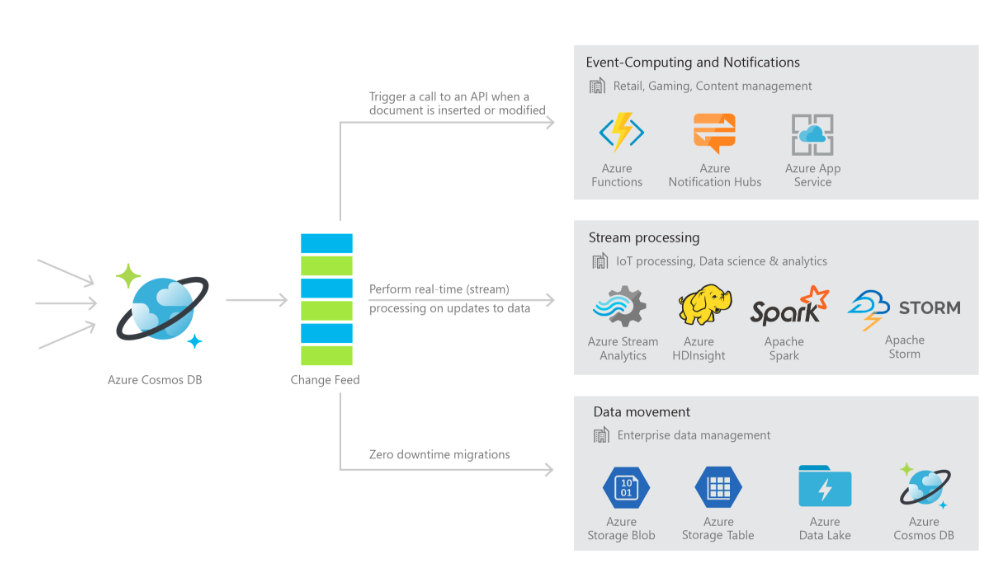 Event-Computing and Notifications
Retail, Gaming, Content management
Trigger a call to an API when a
document is inserted or modified
Azure
Functions
Azure
Notification Hubs
Azure App
Service
Stream processing
IoT processing, Data science & analytics
Perform real-time (stream)
processing on updates to data
Spark
STORM
Azure Stream
Analytics
Azure
HDInsight
Apache
Spark
Apache
Storm
Azure Cosmos DB
Change Feed
Data movement
Enterprise data management
Zero downtime migrations
10
01
Azure
Storage Blob
Azure
Storage Table
Azure
Data Lake
Azure
Cosmos DB